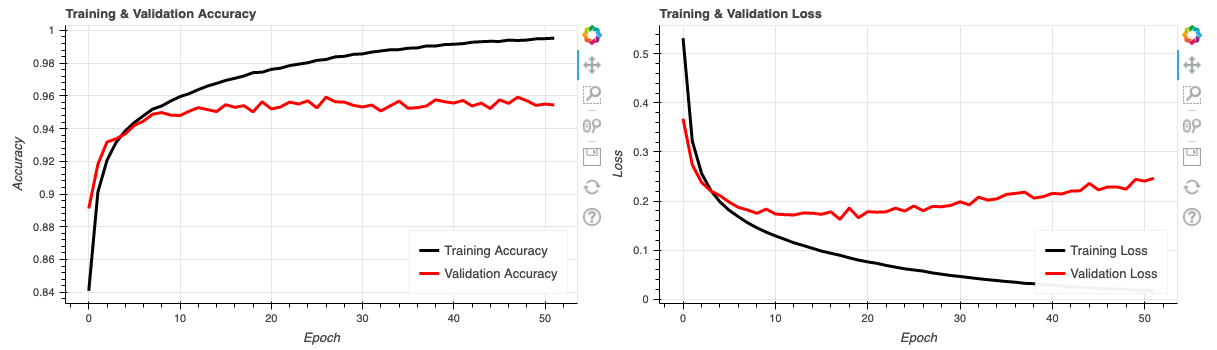 Training & Validation Accuracy
1
0.98
0.96
0.94
0.92
0.9
0.88
0.86
0.84
Accuracy
0
10
20
30
40
50
Epoch
Training Accuracy
Validation Accuracy
Training & Validation Loss
0.5
0.4
0.3
0.2
0.1
0
Loss
0
10
20
30
40
50
Epoch
Training Loss
Validation Loss